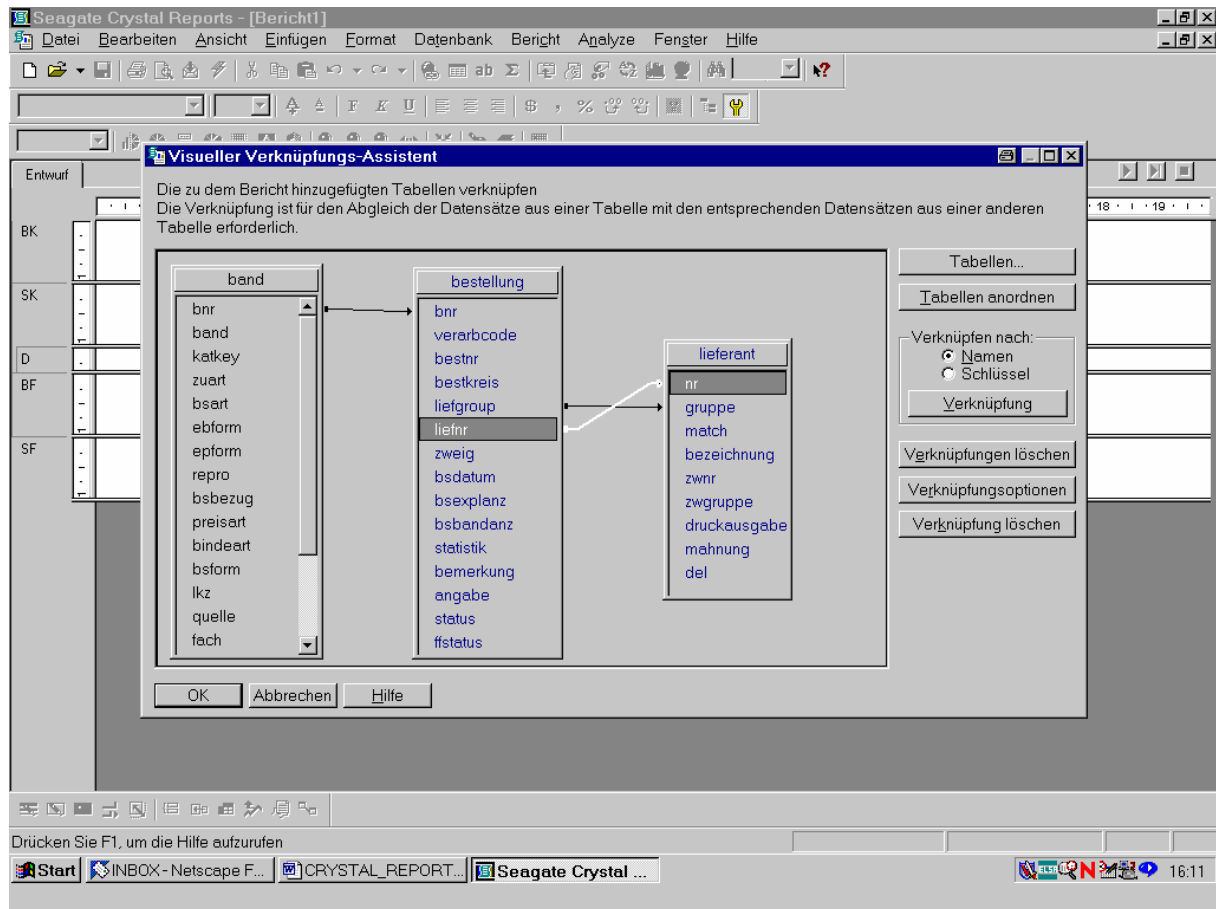 Seagate Crystal Reports - [Bericht1]
Datei Bearbeiten Ansicht Einfügen Format Datenbank Bericht Analyze Fenster Hilfe
ab Σ
F K U $ , %
Visueller Verknüpfungs-Assistent
Entwurf
Die zu dem Bericht hinzugefügten Tabellen verknüpfen
Die Verknüpfung ist für den Abgleich der Datensätze aus einer Tabelle mit den entsprechenden Datensätzen aus einer anderen
Tabelle erforderlich.
18 19
BK
SK
D
BF
SF
band
bnr
band
katkey
zuart
bsart
ebform
epform
repro
bsbezug
preisart
bindeart
bsform
lkz
quelle
fach
bestellung
bnr
verarbcode
bestnr
bestkreis
liefgroup
liefnr
zweig
bsdatum
bsexplanz
bsbandanz
statistik
bemerkung
angabe
status
ffstatus
lieferant
nr
gruppe
match
bezeichnung
zwnr
zwgruppe
druckausgabe
mahnung
del
Tabellen...
Tabellen anordnen
Verknüpfen nach:
Namen
Schlüssel
Verknüpfung
Verknüpfungen löschen
Verknüpfungsoptionen
Verknüpfung löschen
OK Abbrechen Hilfe
Drücken Sie F1, um die Hilfe aufzurufen
Start INBOX - Netscape F... CRYSTAL_REPORT... Seagate Crystal ... 16:11